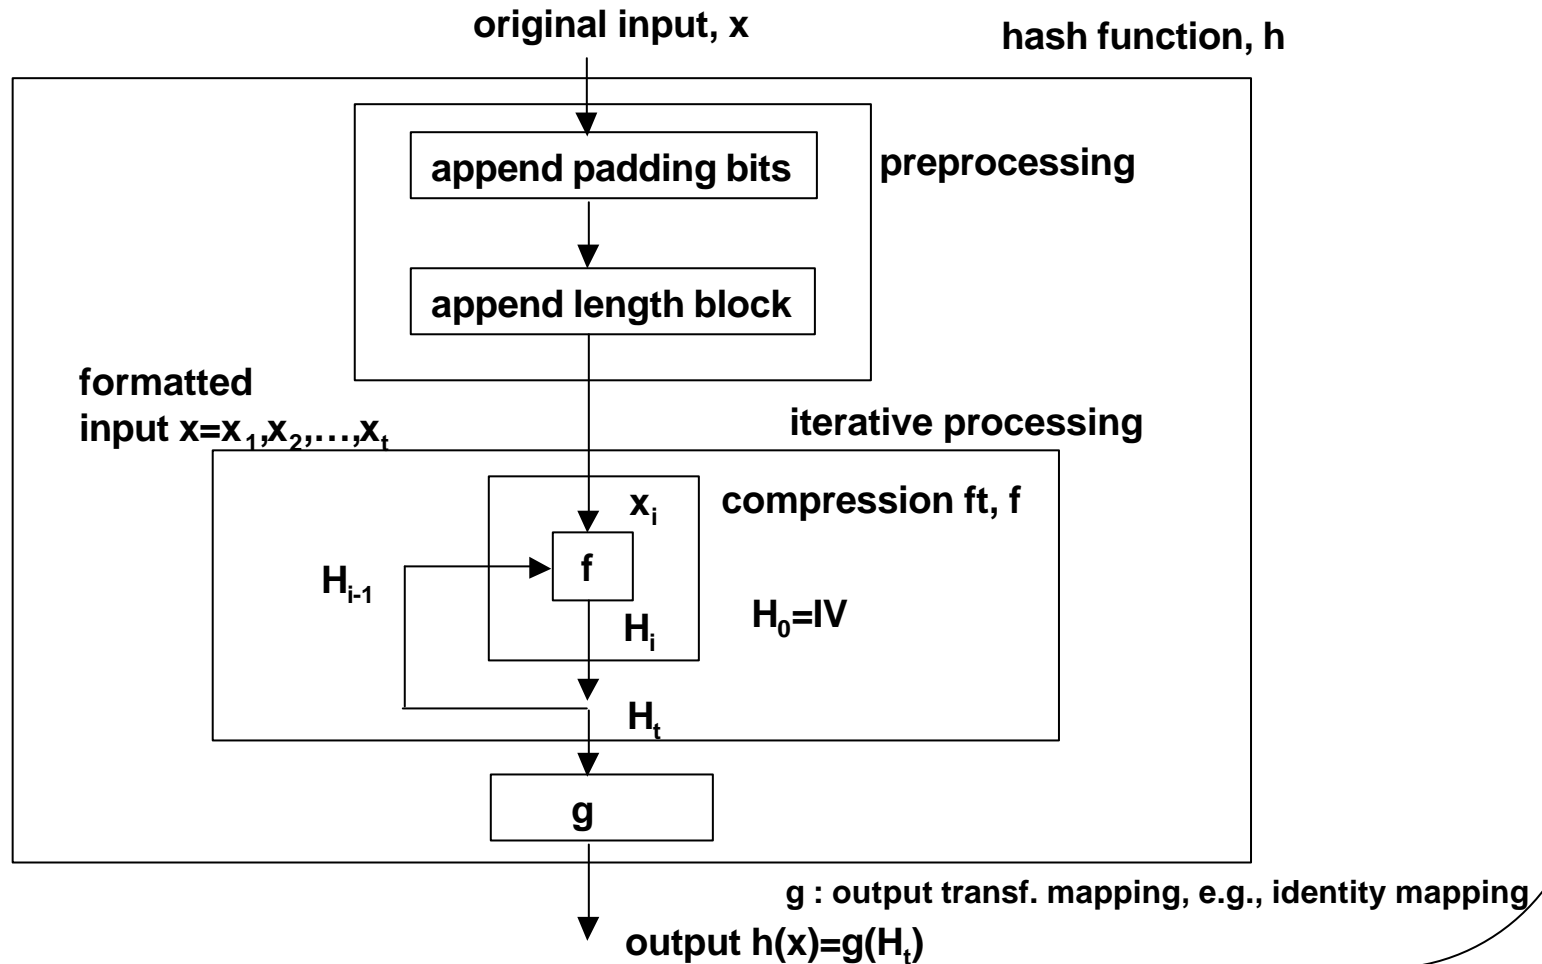 original input, x
hash function, h
append padding bits
preprocessing
append length block
formatted
input x=x₁,x₂,…,xₜ
iterative processing
xᵢ
compression ft, f
f
Hᵢ₋₁
H₀=IV
Hᵢ
Hₜ
g
g : output transf. mapping, e.g., identity mapping
output h(x)=g(Hₜ)